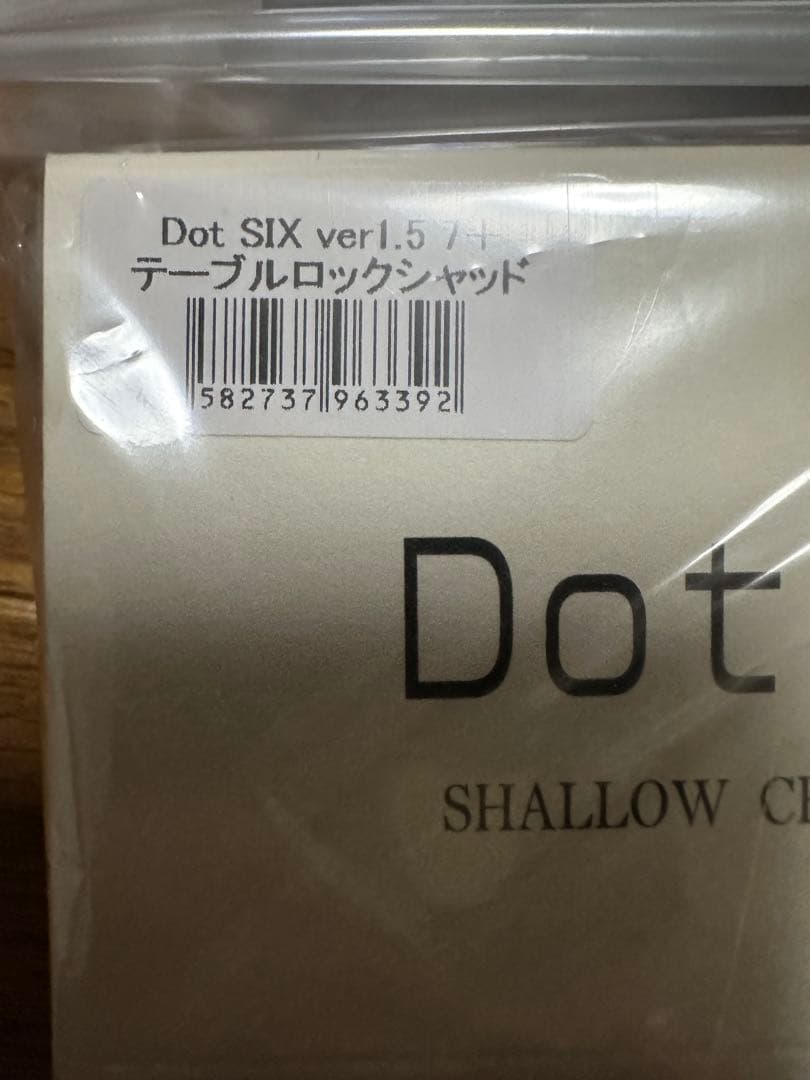 Dot SIX ver1.5 7+
テーブルロックシャッド
582737 963392
Dot
SHALLOW